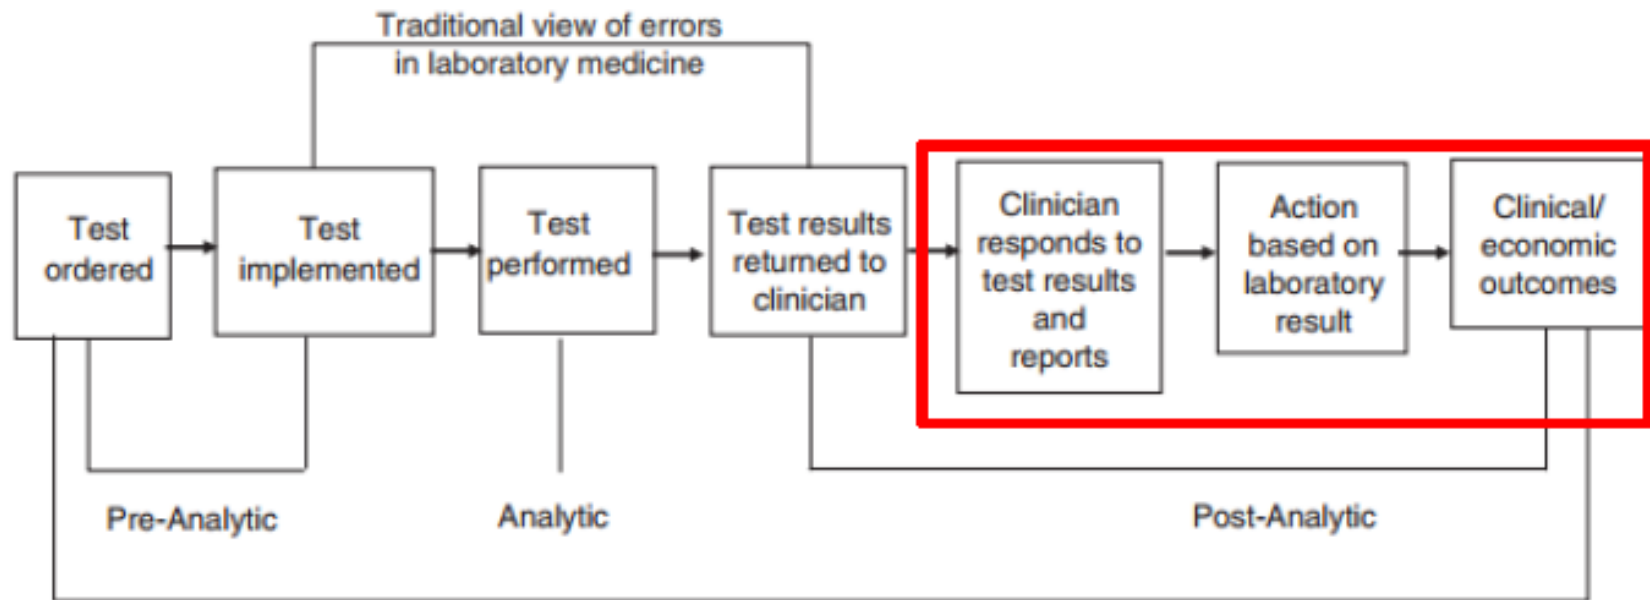 Traditional view of errors
in laboratory medicine
Test
ordered
Test
implemented
Test
performed
Test results
returned to
clinician
Clinician
responds to
test results
and
reports
Action
based on
laboratory
result
Clinical/
economic
outcomes
Pre-Analytic
Analytic
Post-Analytic